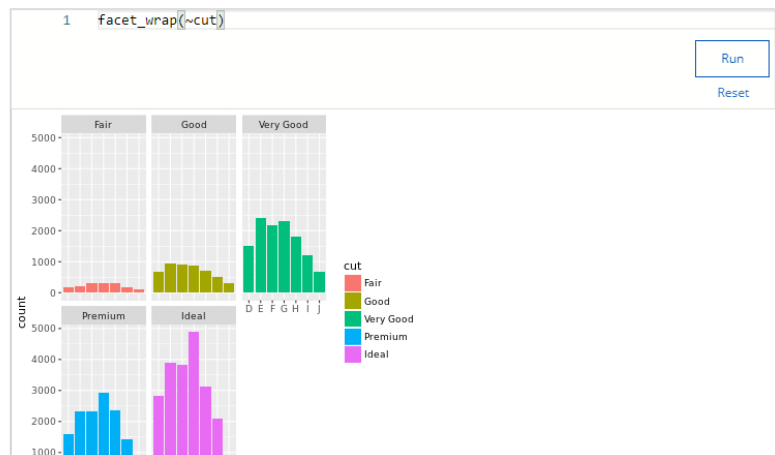 1 facet_wrap(~cut)
Run
Reset
Fair Good Very Good
5000
4000
3000
2000
1000
0
D E F G H I J
count
Premium Ideal
5000
4000
3000
2000
1000
cut
Fair
Good
Very Good
Premium
Ideal